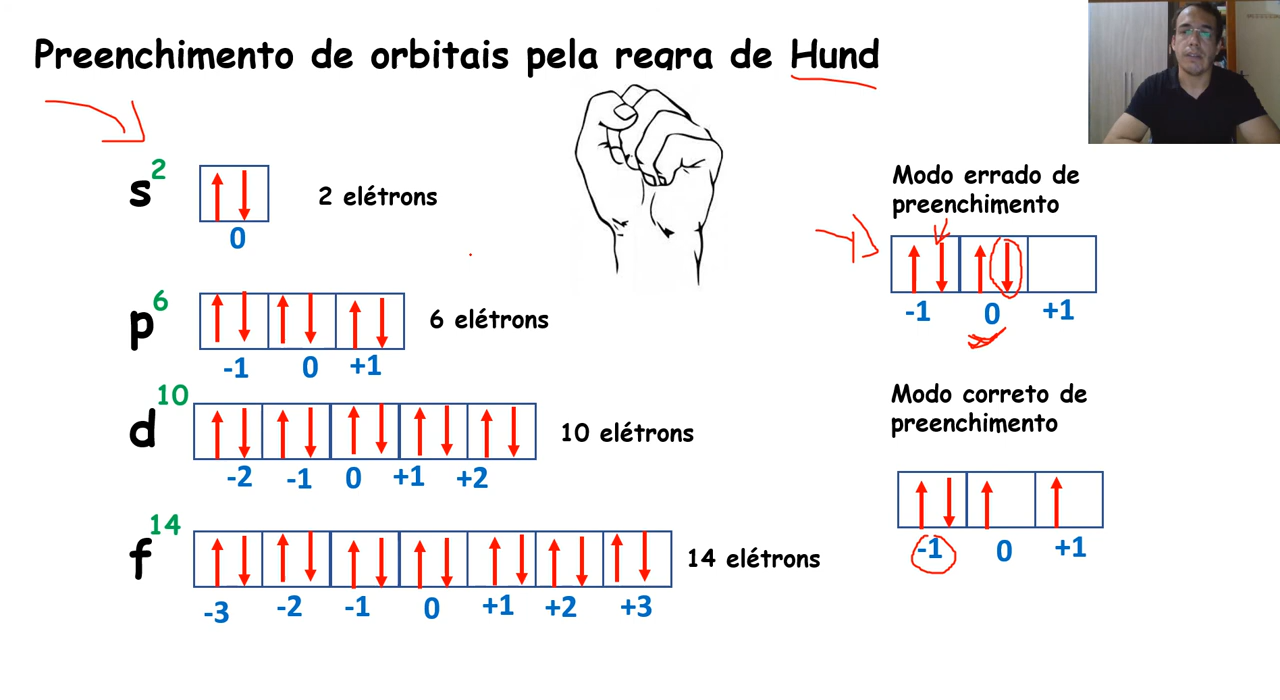 Preenchimento de orbitais pela regra de Hund
s²
2 elétrons
0
p⁶
6 elétrons
-1 0 +1
d¹⁰
10 elétrons
-2 -1 0 +1 +2
f¹⁴
14 elétrons
-3 -2 -1 0 +1 +2 +3
Modo errado de
preenchimento
-1 0 +1
Modo correto de
preenchimento
-1 0 +1